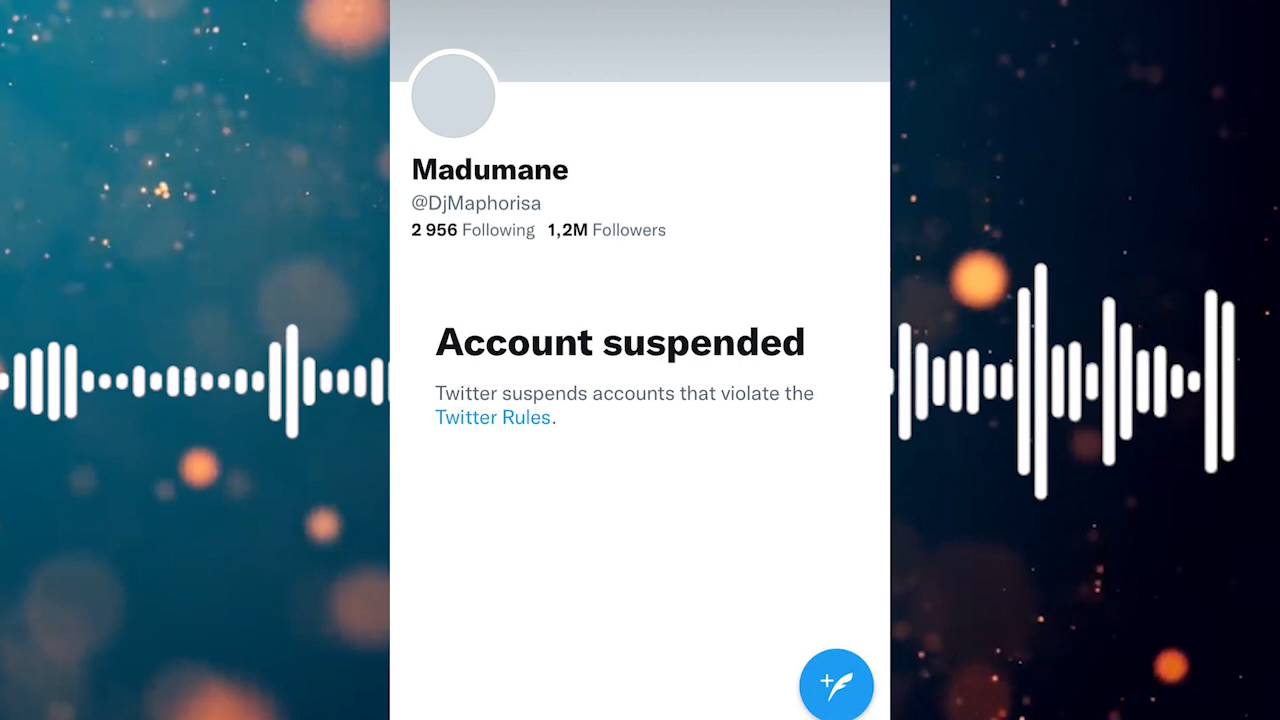 Madumane
@DjMaphorisa
2 956 Following 1,2M Followers
Account suspended
Twitter suspends accounts that violate the
Twitter Rules.